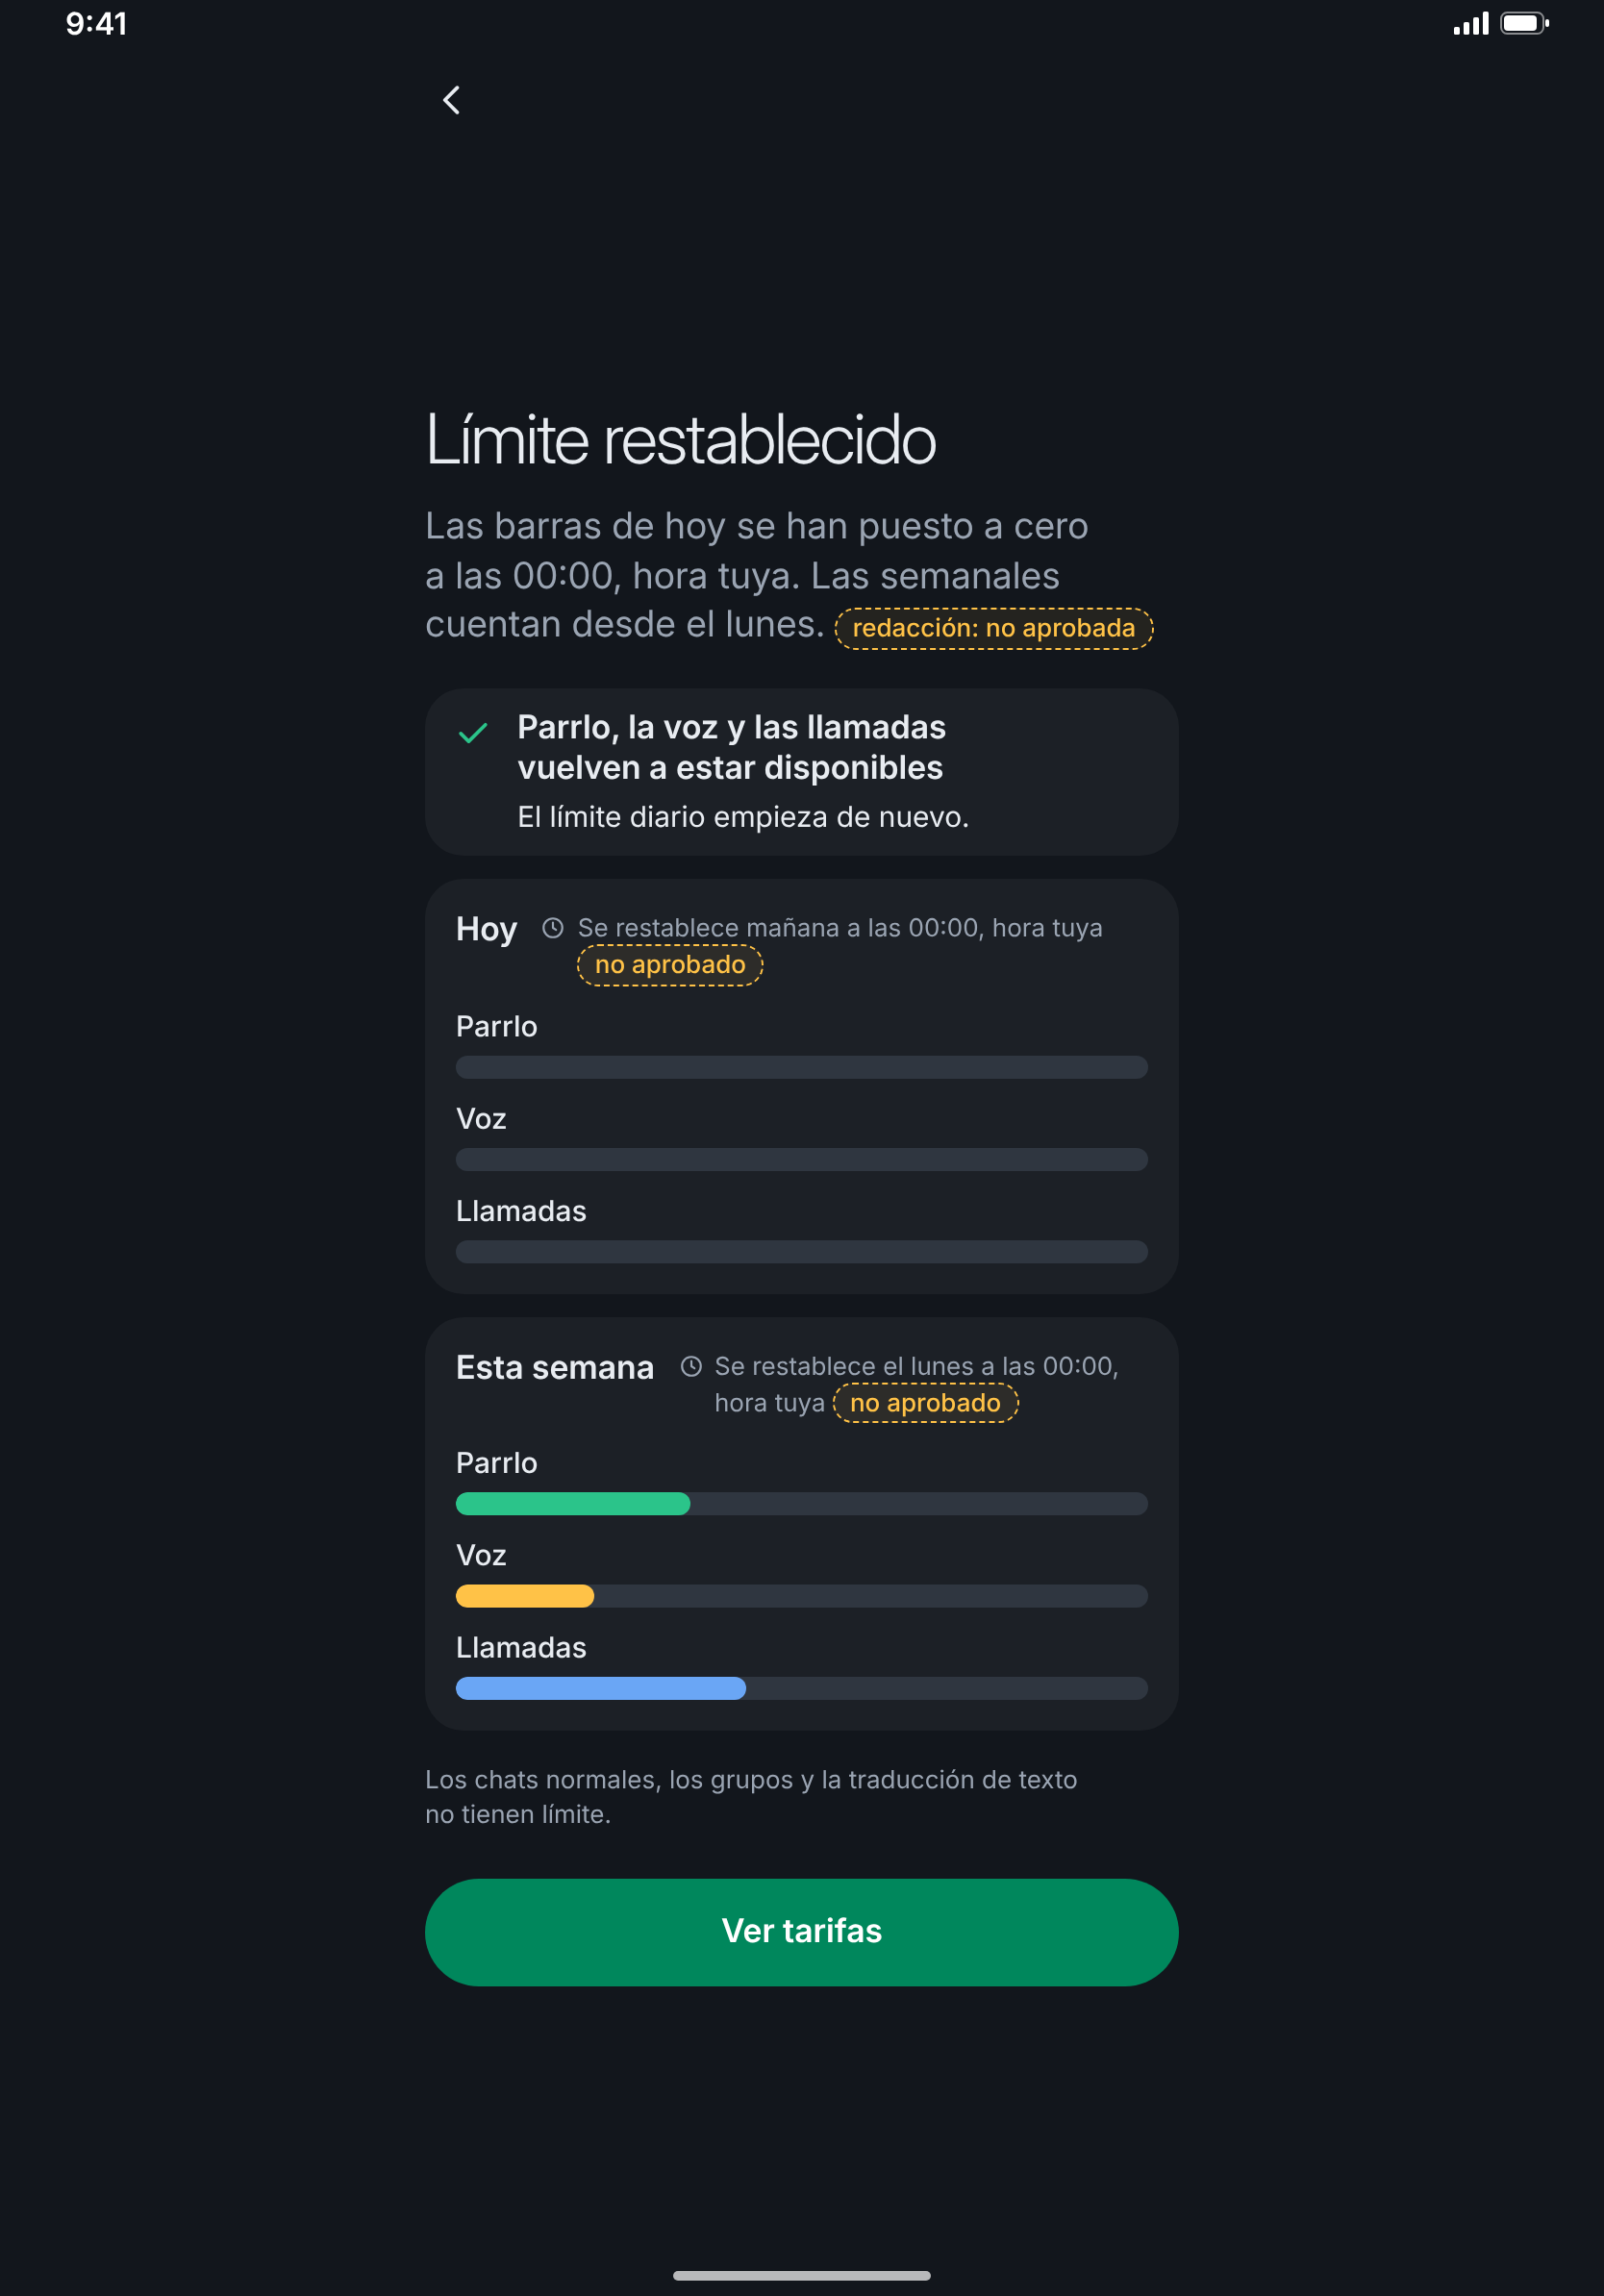 9:41
Límite restablecido
Las barras de hoy se han puesto a cero
a las 00:00, hora tuya. Las semanales
cuentan desde el lunes. redacción: no aprobada
Parrlo, la voz y las llamadas
vuelven a estar disponibles
El límite diario empieza de nuevo.
Hoy Se restablece mañana a las 00:00, hora tuya
no aprobado
Parrlo
Voz
Llamadas
Esta semana Se restablece el lunes a las 00:00,
hora tuya no aprobado
Parrlo
Voz
Llamadas
Los chats normales, los grupos y la traducción de texto
no tienen límite.
Ver tarifas